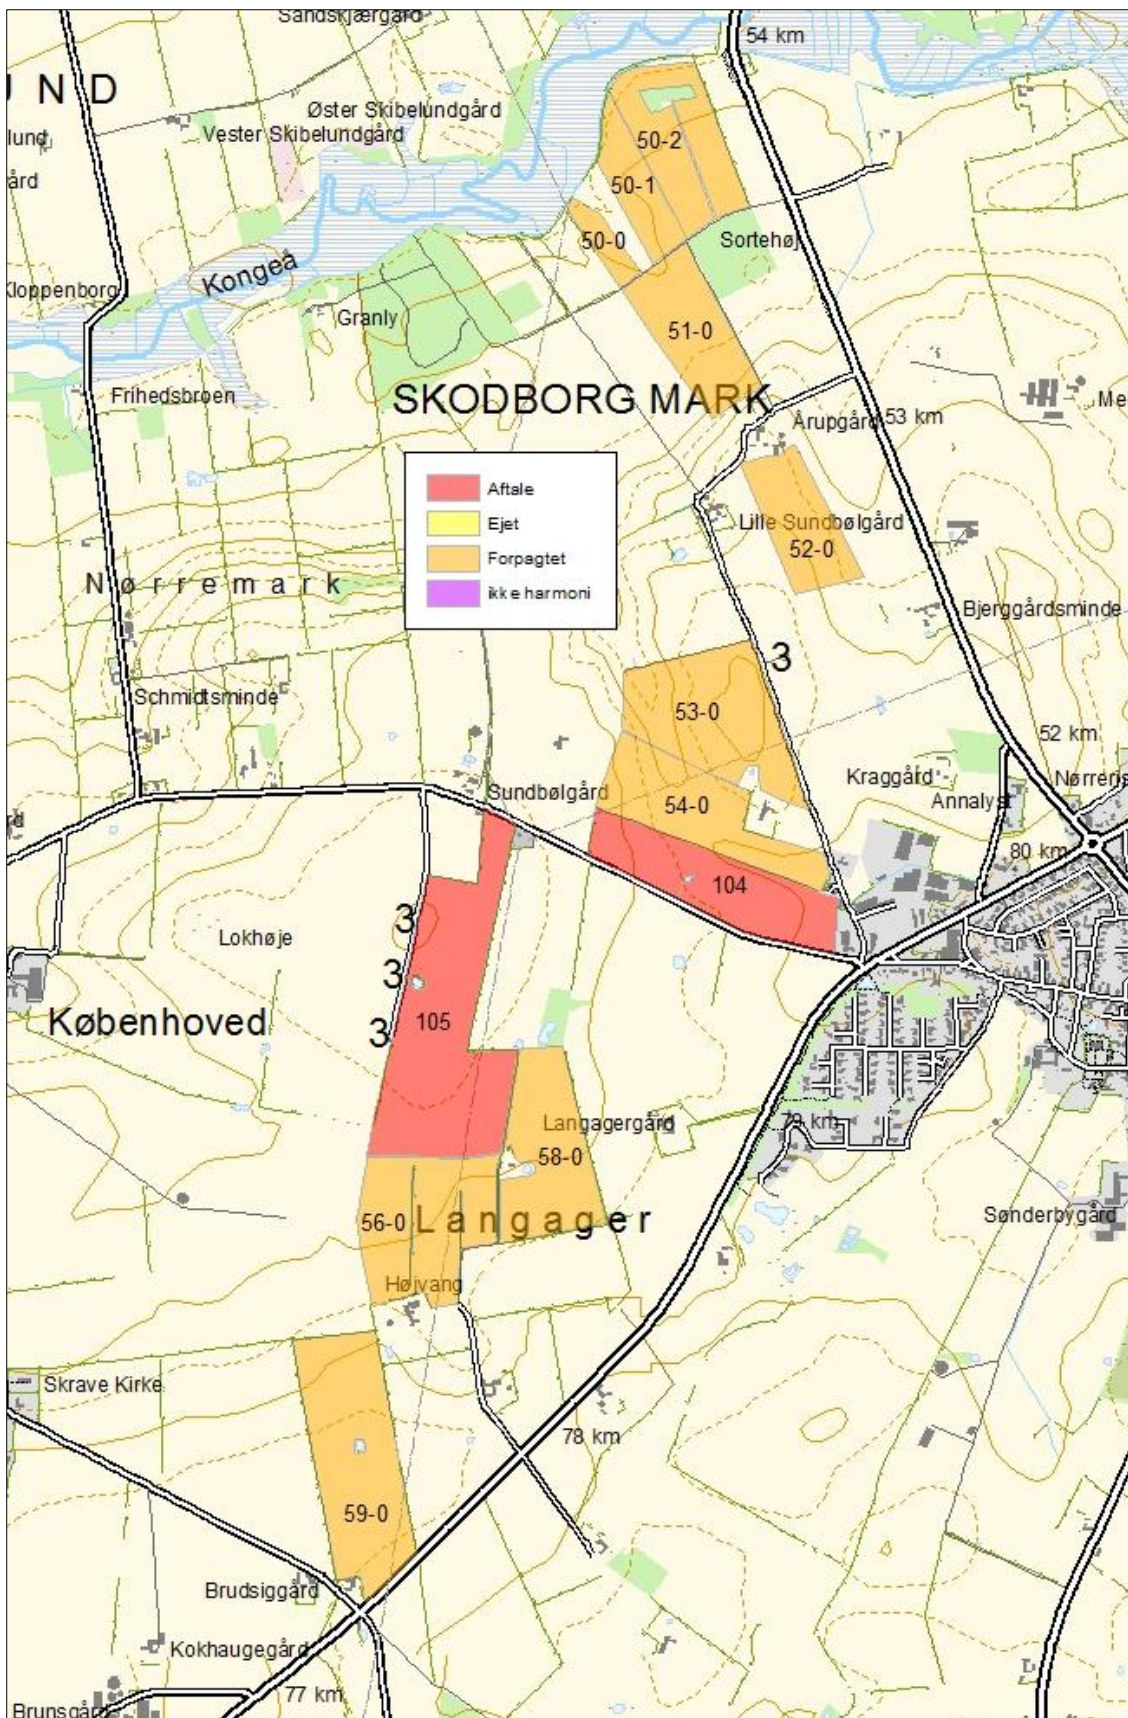 Sandskjærgård
54 km
U N D
Øster Skibelundgård
Vester Skibelundgård
lund
ård
50-2
50-1
50-0
Sortehøj
Kongeå
Kloppenborg
Granly
51-0
Frihedsbroen
SKODBORG MARK
Me
Årupgård
53 km
Aftale
Ejet
Forpagtet
ikke harmoni
Lille Sundbølgård
52-0
Nørremark
Bjerggårdsminde
3
Schmidtsminde
53-0
52 km
Kraggård
Nørreris
Sundbølgård
Annalyst
54-0
rd
80 km
104
3
Lokhøje
3
105
3
Københoved
Langagergård
79 km
58-0
56-0
Langager
Sønderbygård
Højvang
Skrave Kirke
78 km
59-0
Brudsiggård
Kokhaugegård
77 km
Brunsgård